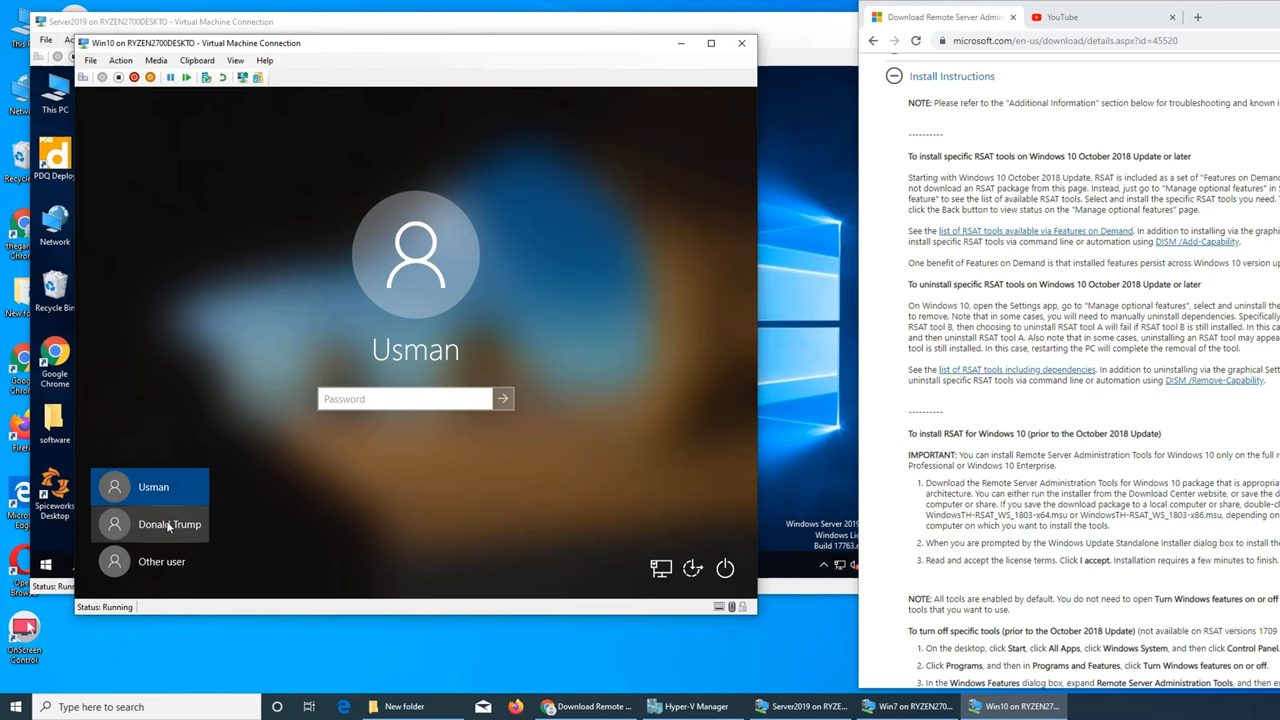 Server2019 on RYZEN2700DESKTO - Virtual Machine Connection
File
Win10 on RYZEN2700DESKTO - Virtual Machine Connection
File Action Media Clipboard View Help
This PC
PDQ Deploy
Network
Recycle Bin
Google
Chrome
software
Spiceworks
Desktop
OnScreen
Control
Usman
Password
Usman
Donald Trump
Other user
Status: Running
Windows Server 2019
Build 17763.
Download Remote Server Admin
YouTube
microsoft.com/en-us/download/details.aspx?id=45520
Install Instructions
NOTE: Please refer to the "Additional Information" section below for troubleshooting and known
----------
To install specific RSAT tools on Windows 10 October 2018 Update or later
Starting with Windows 10 October 2018 Update, RSAT is included as a set of "Features on Demand
not download an RSAT package from this page. Instead, just go to "Manage optional features" in
feature" to see the list of available RSAT tools. Select and install the specific RSAT tools you need.
click the Back button to view status on the "Manage optional features" page.
See the list of RSAT tools available via Features on Demand. In addition to installing via the graphic
install specific RSAT tools via command line or automation using DISM /Add-Capability.
One benefit of Features on Demand is that installed features persist across Windows 10 version
To uninstall specific RSAT tools on Windows 10 October 2018 Update or later
On Windows 10, open the Settings app, go to "Manage optional features", select and uninstall the
to remove. Note that in some cases, you will need to manually uninstall dependencies. Specifically
RSAT tool B, then choosing to uninstall RSAT tool A will fail if RSAT tool B is still installed. In this
and then uninstall RSAT tool A. Also note that in some cases, uninstalling an RSAT tool may appear
tool is still installed. In this case, restarting the PC will complete the removal of the tool.
See the list of RSAT tools including dependencies. In addition to uninstalling via the graphical
uninstall specific RSAT tools via command line or automation using DISM /Remove-Capability.
----------
To install RSAT for Windows 10 (prior to the October 2018 Update)
IMPORTANT: You can install Remote Server Administration Tools for Windows 10 only on the full
Professional or Windows 10 Enterprise.
1. Download the Remote Server Administration Tools for Windows 10 package that is
architecture. You can either run the installer from the Download Center website, or save the
computer or share. If you save the download package to a local computer or share,
WindowsTH-RSAT_WS_1803-x64.msu or WindowsTH-RSAT_WS_1803-x86.msu, depending
computer on which you want to install the tools.
2. When you are prompted by the Windows Update Standalone Installer dialog box to install
3. Read and accept the license terms. Click I accept. Installation requires a few minutes to finish.
NOTE: All tools are enabled by default. You do not need to open Turn Windows features on or off
tools that you want to use.
To turn off specific tools (prior to the October 2018 Update) (not available on RSAT versions 1709
1. On the desktop, click Start, click All Apps, click Windows System, and then click Control Panel.
2. Click Programs, and then in Programs and Features, click Turn Windows features on or off.
3. In the Windows Features dialog box, expand Remote Server Administration Tools, and then
Type here to search
New folder
Download Remote ...
Hyper-V Manager
Server2019 on RYZE...
Win7 on RYZEN2700...
Win10 on RYZEN27...